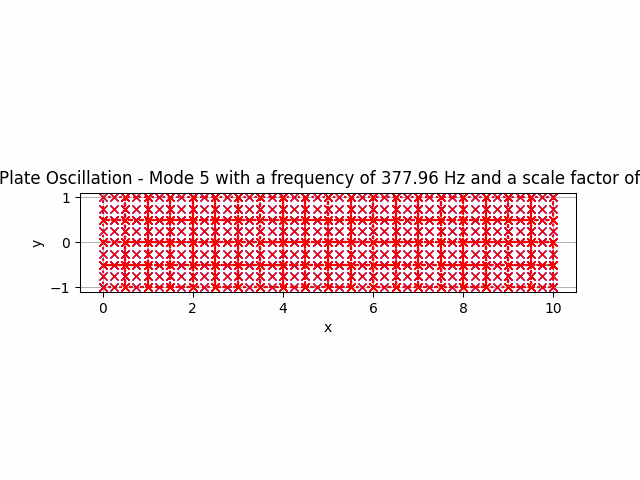 Plate Oscillation - Mode 5 with a frequency of 377.96 Hz and a scale factor of
1
0
−1
y
0 2 4 6 8 10
x